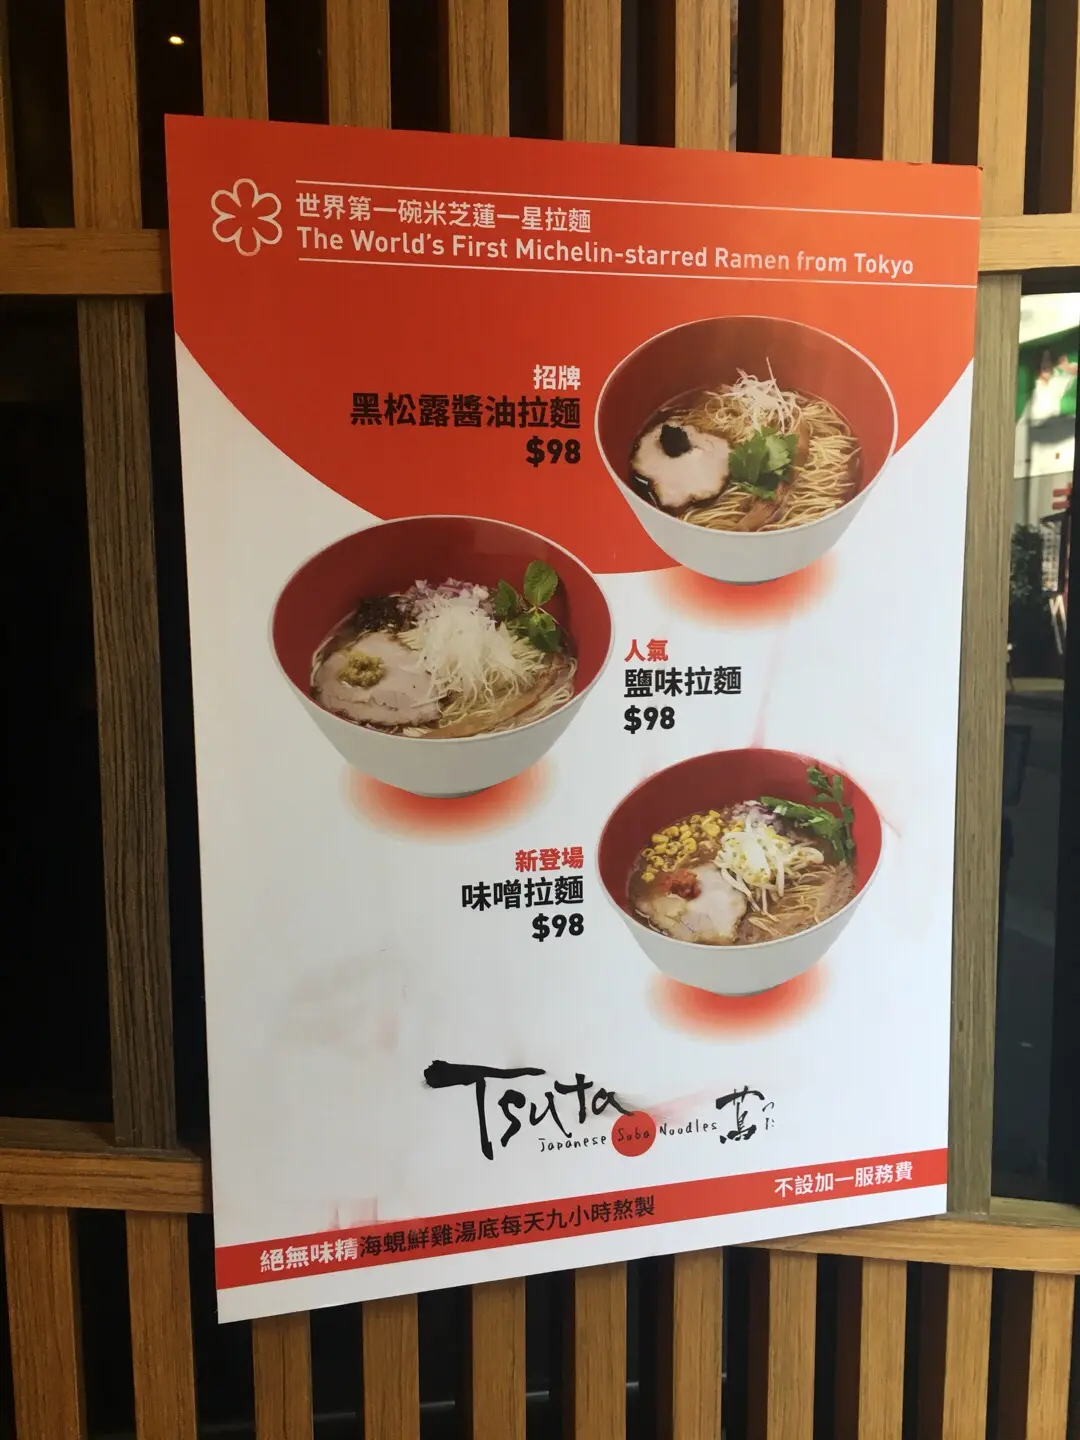 世界第一碗米芝蓮一星拉麵
The World's First Michelin-starred Ramen from Tokyo
招牌
黑松露醬油拉麵
$98
人氣
鹽味拉麵
$98
新登場
味噌拉麵
$98
Tsuta
Japanese Soba Noodles 蔦 つた
絕無味精 海蜆鮮雞湯底每天九小時熬製
不設加一服務費